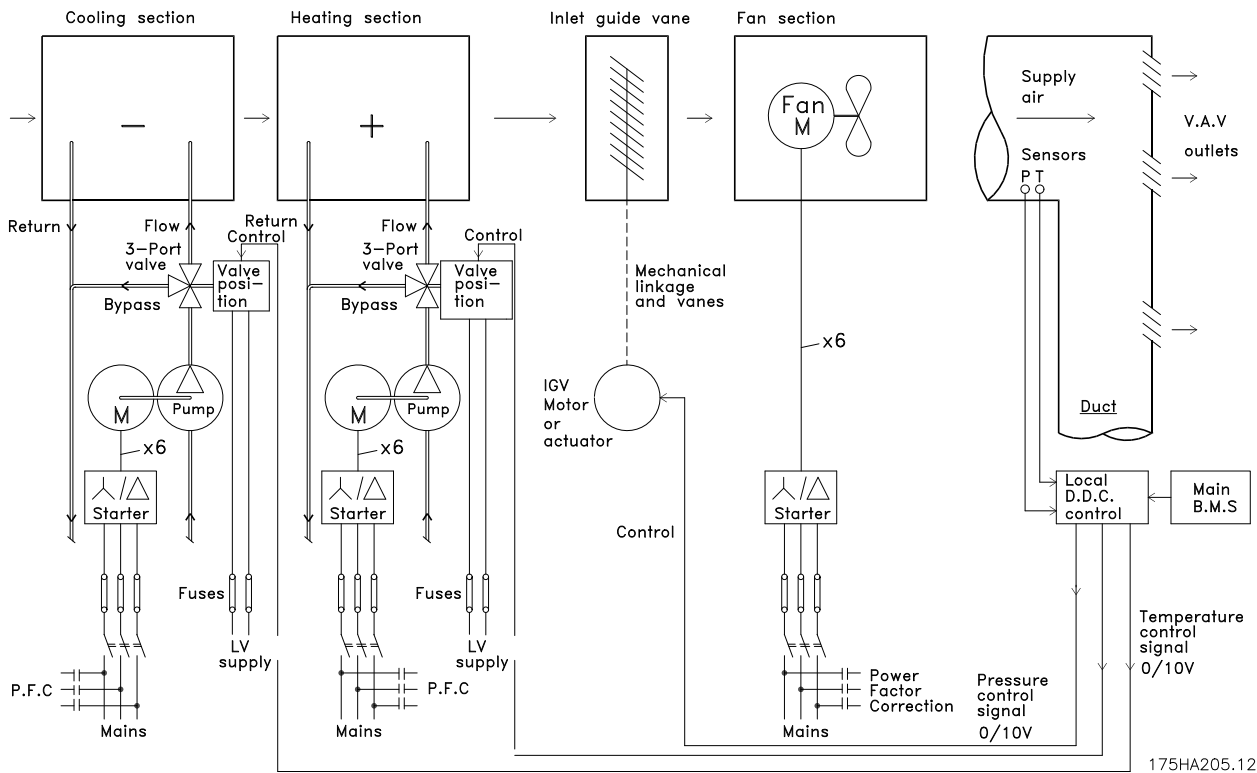 Cooling section
Heating section
Inlet guide vane
Fan section
Supply
air
V.A.V
outlets
Fan
M
Sensors
P T
Return
Flow
3-Port
valve
Bypass
Return
Control
Valve
posi-
tion
Flow
3-Port
valve
Bypass
Control
Valve
posi-
tion
Mechanical
linkage
and vanes
x6
M
Pump
x6
M
Pump
x6
IGV
Motor
or
actuator
Duct
Starter
Starter
Starter
Local
D.D.C.
control
Main
B.M.S
Control
Fuses
Fuses
LV
supply
LV
supply
Temperature
control
signal
0/10V
Pressure
control
signal
0/10V
P.F.C
P.F.C
Power
Factor
Correction
Mains
Mains
Mains
175HA205.12